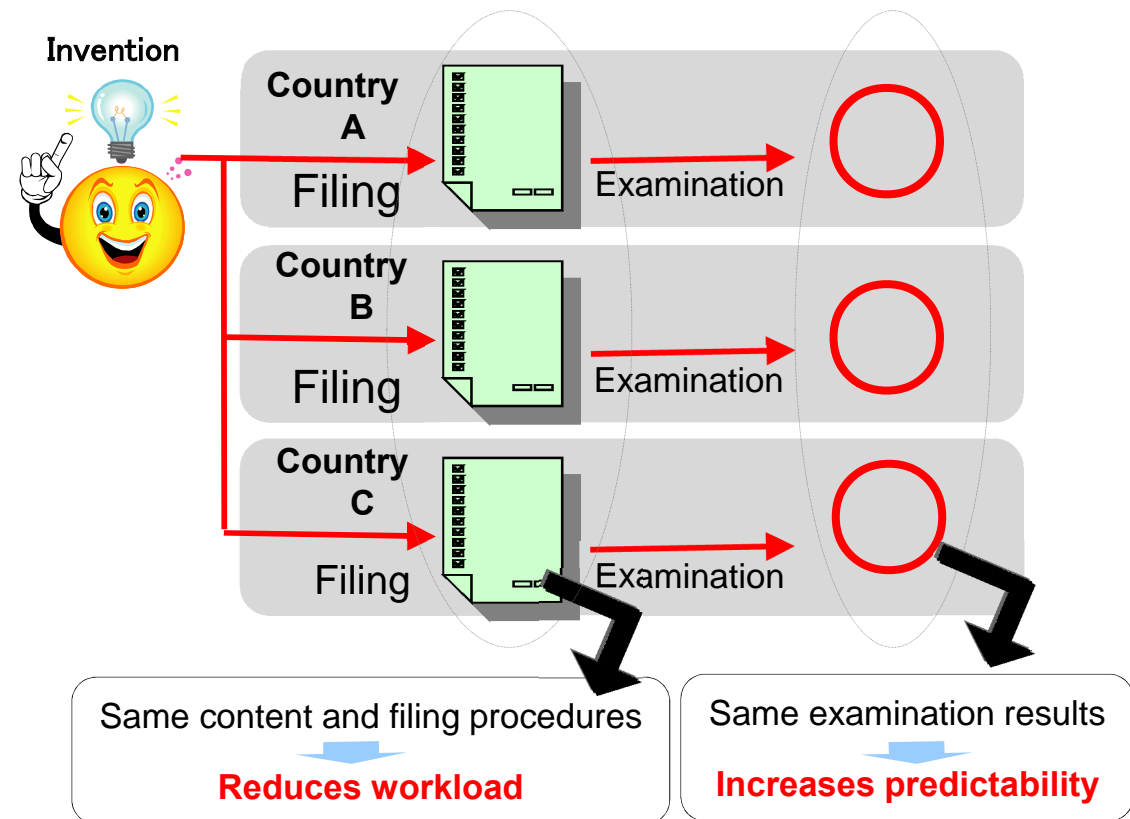 Invention
Country
A
Filing
Examination
Country
B
Filing
Examination
Country
C
Filing
Examination
Same content and filing procedures
Reduces workload
Same examination results
Increases predictability